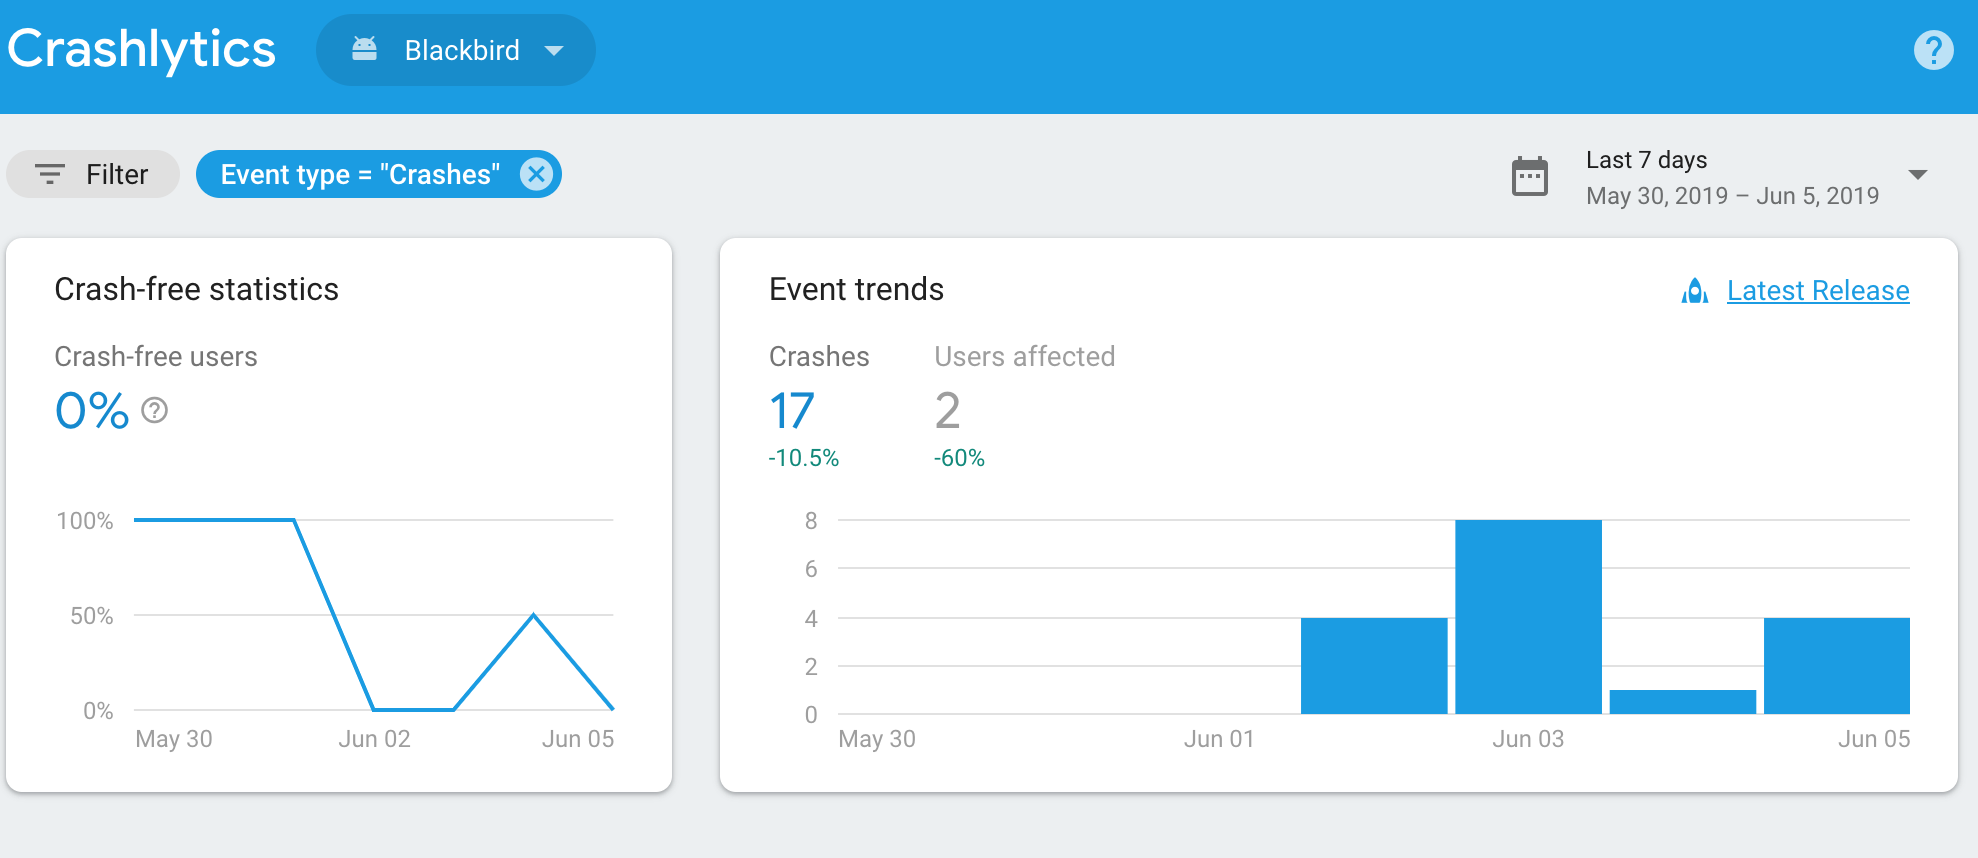 Crashlytics
Blackbird
?
Filter
Event type = "Crashes"
Last 7 days
May 30, 2019 – Jun 5, 2019
Crash-free statistics
Crash-free users
0% ?
100%
50%
0%
May 30 Jun 02 Jun 05
Event trends
Latest Release
Crashes Users affected
17 2
-10.5% -60%
8
6
4
2
0
May 30 Jun 01 Jun 03 Jun 05